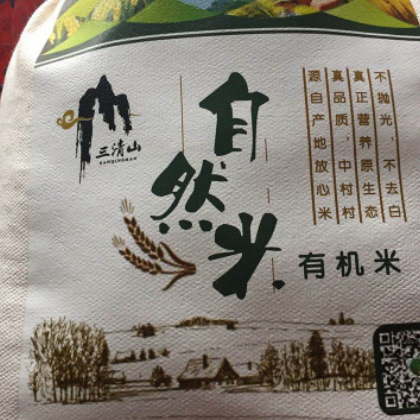 三清山
SANQINGSHAN
自然米
不抛光，不去白
真正营养原生态
真品质，中村村
源自产地放心米
有机米